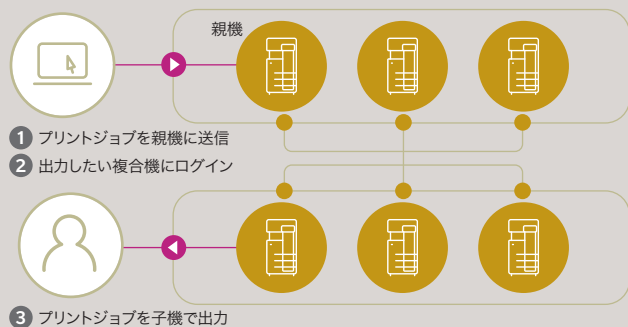 親機
1 プリントジョブを親機に送信
2 出力したい複合機にログイン
3 プリントジョブを子機で出力